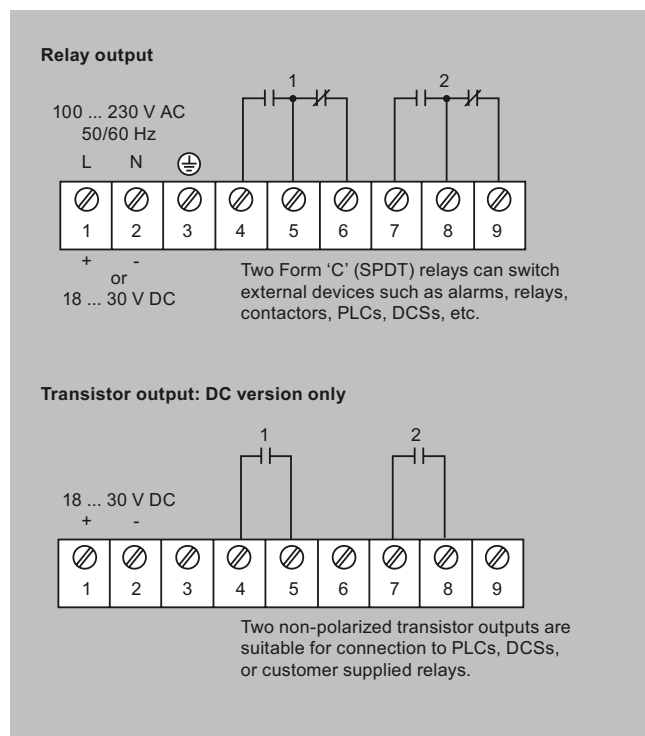 Relay output
1
2
100 ... 230 V AC
50/60 Hz
L N
1 2 3 4 5 6 7 8 9
+ -
or
18 ... 30 V DC
Two Form ‘C’ (SPDT) relays can switch
external devices such as alarms, relays,
contactors, PLCs, DCSs, etc.
Transistor output: DC version only
1
2
18 ... 30 V DC
+ -
1 2 3 4 5 6 7 8 9
Two non-polarized transistor outputs are
suitable for connection to PLCs, DCSs,
or customer supplied relays.